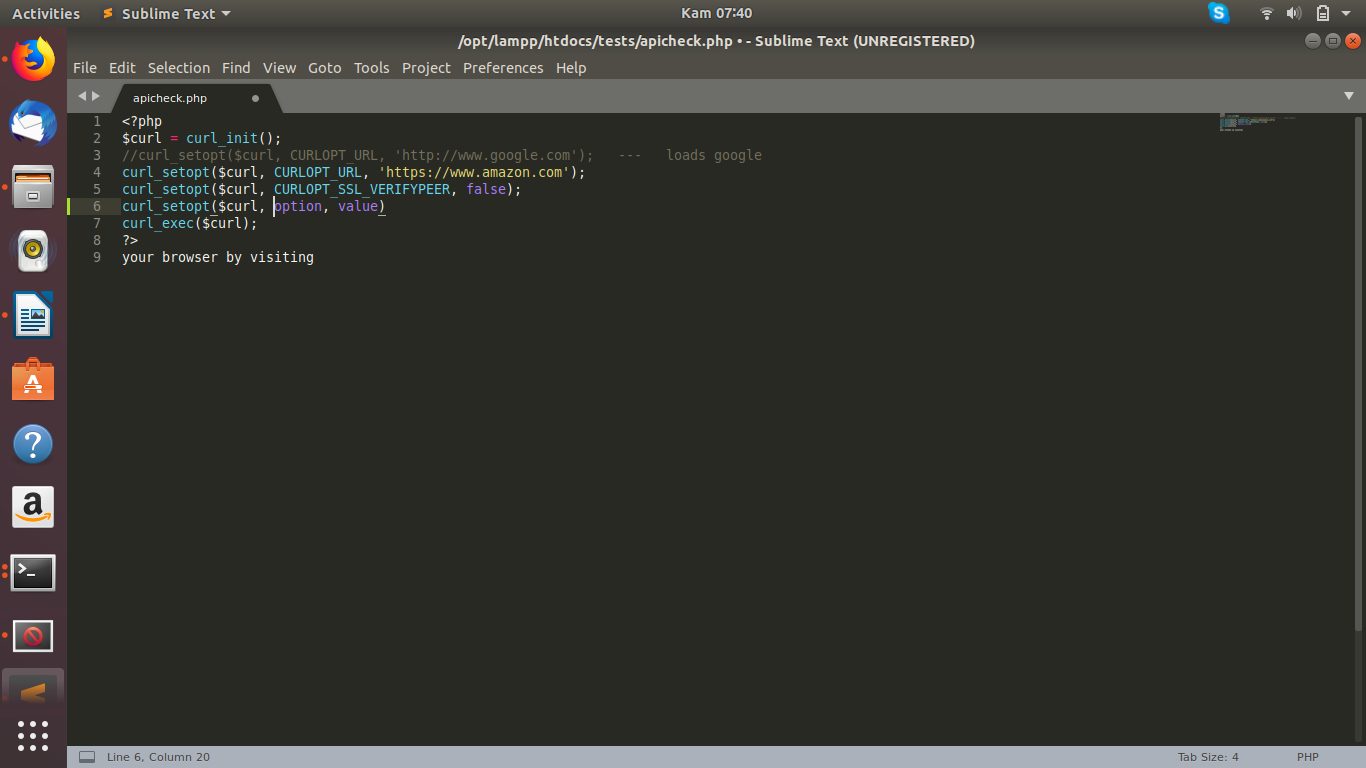 Activities Sublime Text Kam 07:40
/opt/lampp/htdocs/tests/apicheck.php • - Sublime Text (UNREGISTERED)
File Edit Selection Find View Goto Tools Project Preferences Help
apicheck.php
1 <?php
2 $curl = curl_init();
3 //curl_setopt($curl, CURLOPT_URL, 'http://www.google.com');   ---   loads google
4 curl_setopt($curl, CURLOPT_URL, 'https://www.amazon.com');
5 curl_setopt($curl, CURLOPT_SSL_VERIFYPEER, false);
6 curl_setopt($curl, option, value)
7 curl_exec($curl);
8 ?>
9 your browser by visiting
Line 6, Column 20 Tab Size: 4 PHP